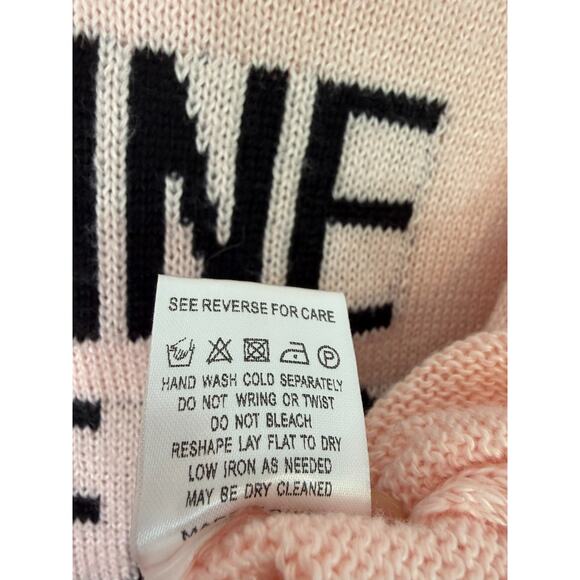 INE
SEE REVERSE FOR CARE
P
HAND WASH COLD SEPARATELY
DO NOT WRING OR TWIST
DO NOT BLEACH
RESHAPE LAY FLAT TO DRY
LOW IRON AS NEEDED
MAY BE DRY CLEANED